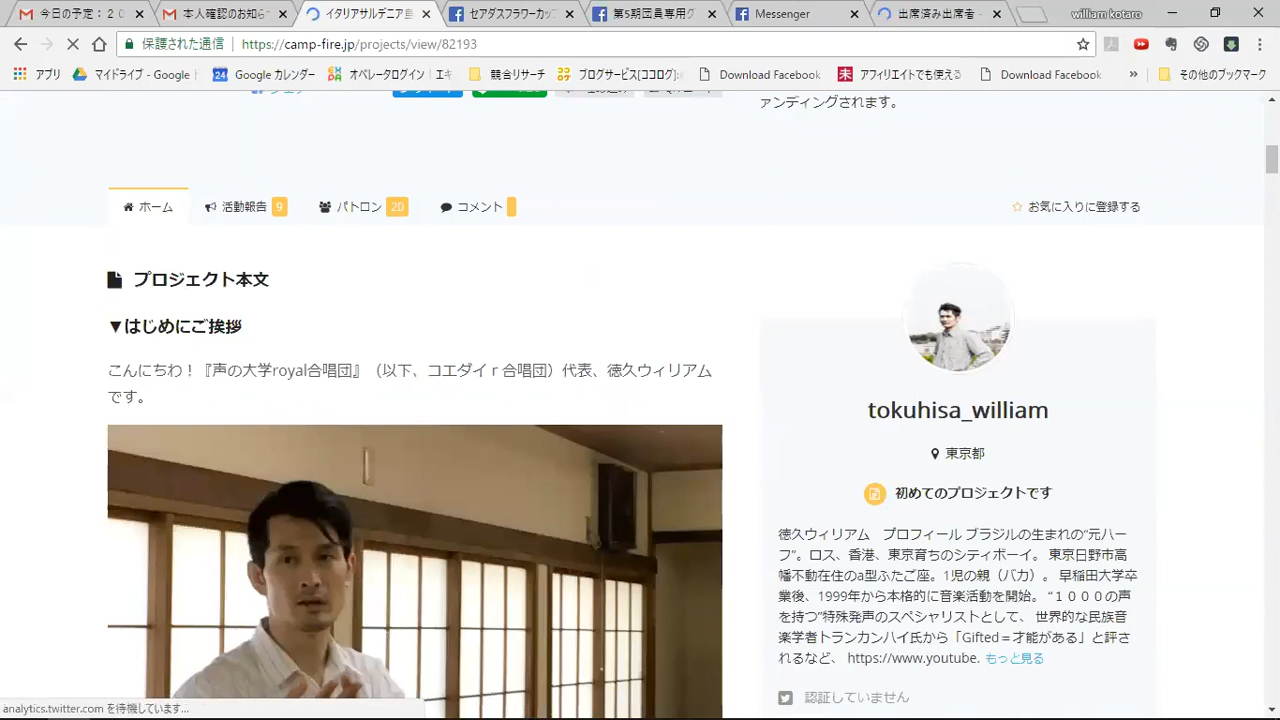 今日の予定：２０
本人確認のお知ら
イタリアサルデニア島
セアダスフラワーカッ
第5期団員専用グ
Messenger
出席済み出席者 -
william kotaro
保護された通信
https://camp-fire.jp/projects/view/82193
アプリ
マイドライブ - Google
Google カレンダー
オペレータログイン | エキ
競合リサーチ
ブログサービス[ココログ]:
Download Facebook
アフィリエイトでも使える
Download Facebook
»
その他のブックマーク
ァンディングされます。
ホーム
活動報告 9
パトロン 20
コメント
お気に入りに登録する
プロジェクト本文
▼はじめにご挨拶
こんにちわ！『声の大学royal合唱団』（以下、コエダイｒ合唱団）代表、徳久ウィリアム
です。
tokuhisa_william
東京都
初めてのプロジェクトです
徳久ウィリアム　プロフィール ブラジルの生まれの“元ハー
フ”。ロス、香港、東京育ちのシティボーイ。 東京日野市高
幡不動在住のa型ふたご座。1児の親（バカ）。 早稲田大学卒
業後、1999年から本格的に音楽活動を開始。 “１０００の声
を持つ”特殊発声のスペシャリストとして、 世界的な民族音
楽学者トランカンハイ氏から「Gifted＝才能がある」と評さ
れるなど、 https://www.youtube. もっと見る
認証していません
analytics.twitter.com を待機しています...